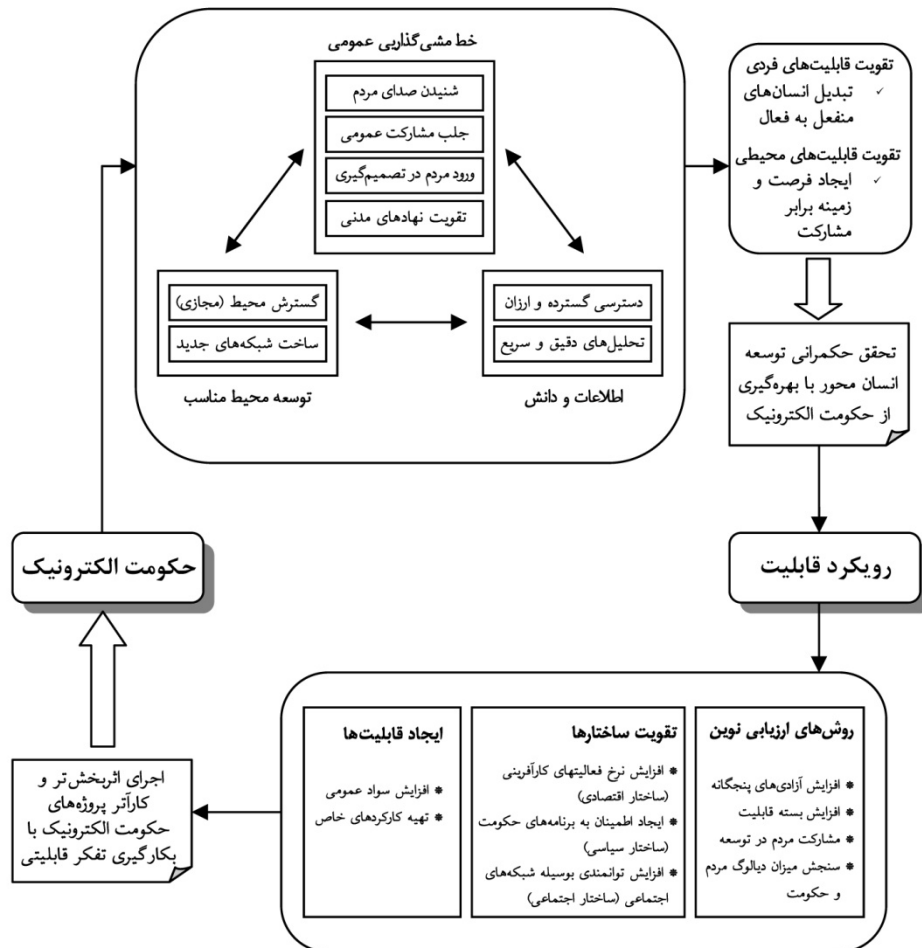 خط مشی‌گذاریی عمومی
شنیدن صدای مردم
جلب مشارکت عمومی
ورود مردم در تصمیم‌گیری
تقویت نهادهای مدنی
گسترش محیط (مجازی)
ساخت شبکه‌های جدید
توسعه محیط مناسب
دسترسی گسترده و ارزان
تحلیل‌های دقیق و سریع
اطلاعات و دانش
تقویت قابلیت‌های فردی
✓ تبدیل انسان‌های
منفعل به فعال
تقویت قابلیت‌های محیطی
✓ ایجاد فرصت و
زمینه برابر
مشارکت
تحقق حکمرانی توسعه
انسان محور با بهره‌گیری
از حکومت الکترونیک
رویکرد قابلیت
روش‌های ارزیابی نوین
* افزایش آزادی‌های پنجگانه
* افزایش بسته قابلیت
* مشارکت مردم در توسعه
* سنجش میزان دیالوگ مردم
و حکومت
تقویت ساختارها
* افزایش نرخ فعالیتهای کارآفرینی
(ساختار اقتصادی)
* ایجاد اطمینان به برنامه‌های حکومت
(ساختار سیاسی)
* افزایش توانمندی بوسیله شبکه‌های
اجتماعی (ساختار اجتماعی)
ایجاد قابلیت‌ها
* افزایش سواد عمومی
* تهیه کارکردهای خاص
اجرای اثربخش‌تر و
کارآتر پروژه‌های
حکومت الکترونیک با
بکارگیری تفکر قابلیتی
حکومت الکترونیک